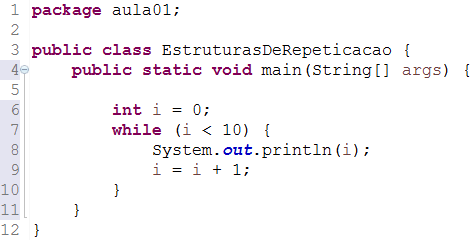 1 package aula01;
2
3 public class EstruturasDeRepeticacao {
4     public static void main(String[] args) {
5
6         int i = 0;
7         while (i < 10) {
8             System.out.println(i);
9             i = i + 1;
10         }
11     }
12 }